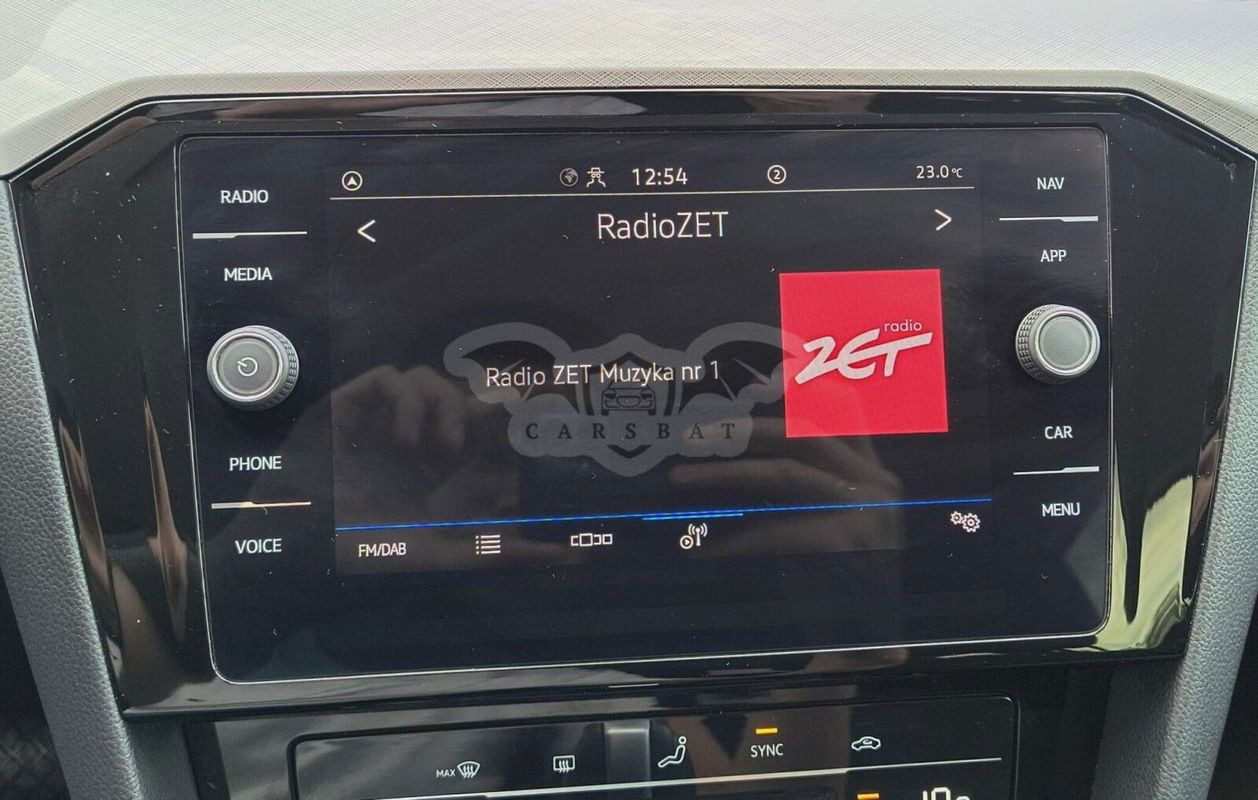 RADIO
MEDIA
PHONE
VOICE
12:54
2
23.0°C
<
RadioZET
>
Radio ZET Muzyka nr 1
radio
ZET
CARSBAT
FM/DAB
NAV
APP
CAR
MENU
MAX
SYNC